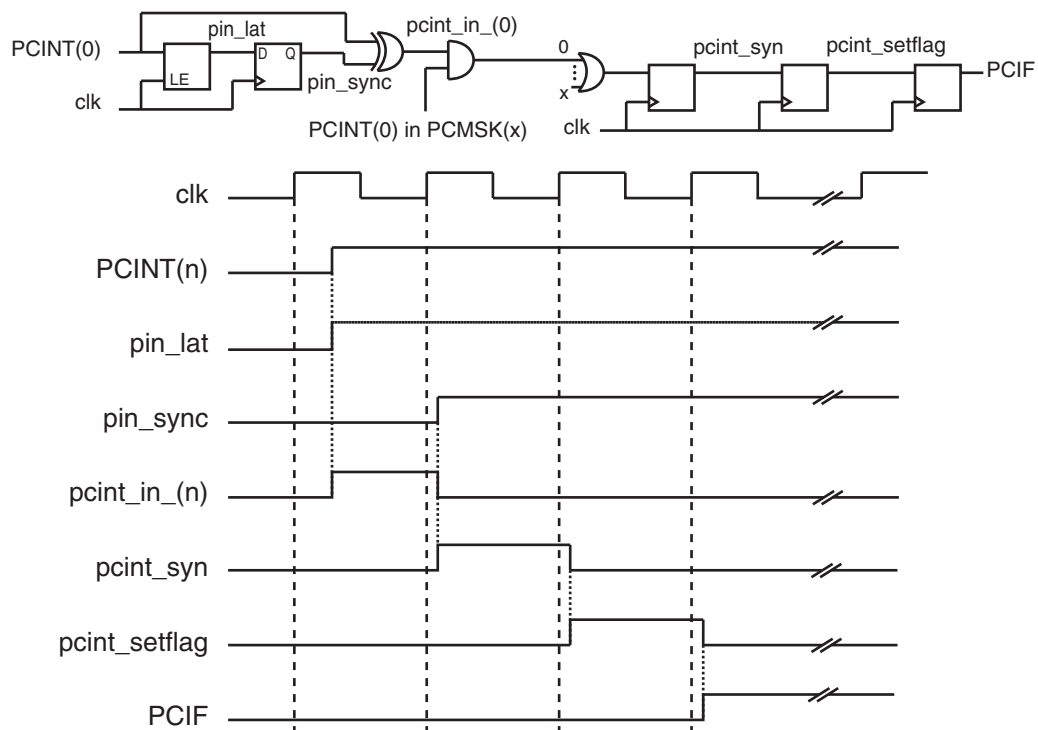 pin_lat
pcint_in_(0)
PCINT(0)
D Q
LE
pin_sync
clk
PCINT(0) in PCMSK(x)
0
x
clk
pcint_syn
pcint_setflag
PCIF
clk
PCINT(n)
pin_lat
pin_sync
pcint_in_(n)
pcint_syn
pcint_setflag
PCIF